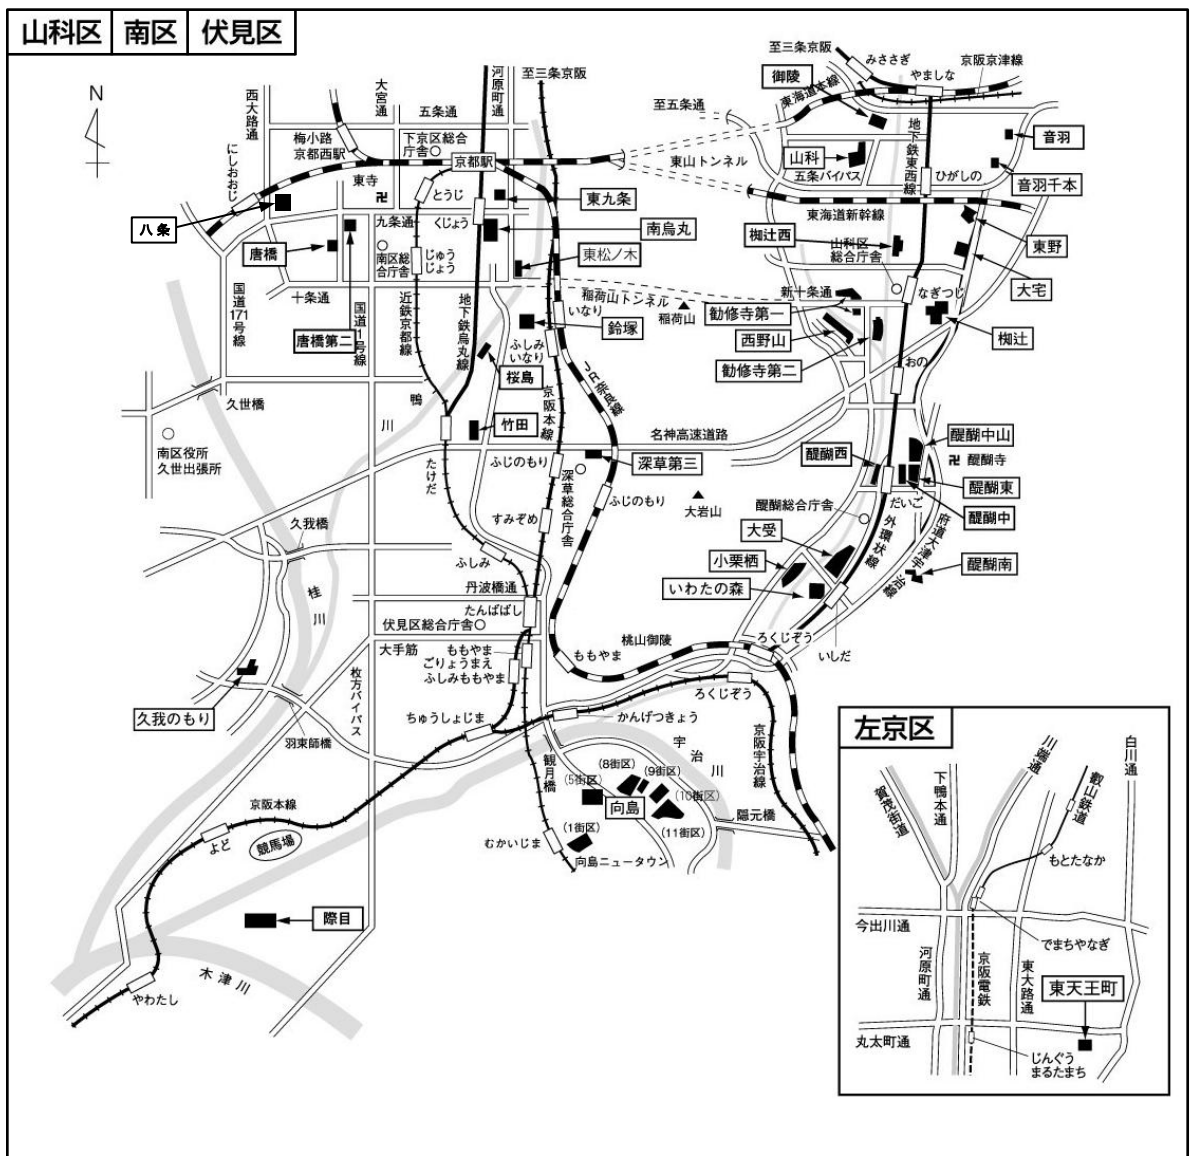 山科区 南区 伏見区
N
西大路通
大宮通
河原町通
至三条京阪
五条通
梅小路
京都西駅
下京区総合
庁舎
京都駅
にしおおじ
東寺
とうじ
東九条
八条
九条通
くじょう
南烏丸
唐橋
南区総
合庁舎
じゅう
じょう
東松ノ木
国道171号線
十条通
唐橋第二
国道1号線
近鉄京都線
地下鉄烏丸線
稲荷山トンネル
いなり
稲荷山
鈴塚
ふしみ
いなり
桜島
京阪本線
JR奈良線
鴨
川
竹田
久世橋
南区役所
久世出張所
たけだ
名神高速道路
ふじのもり
深草第三
深草総合庁舎
ふじのもり
大岩山
すみぞめ
久我橋
ふしみ
桂
川
丹波橋通
たんばばし
伏見区総合庁舎
大手筋
ももやま
ごりょうまえ
ふしみももやま
ももやま
桃山御陵
枚方バイパス
久我のもり
羽束師橋
ちゅうしょじま
かんげつきょう
観月橋
宇
治
川
京阪宇治線
(5街区)
(8街区)
(9街区)
(10街区)
向島
(11街区)
(1街区)
むかいじま
向島ニュータウン
隠元橋
京阪本線
よど
競馬場
際目
木津川
やわたし
至三条京阪
みささぎ
京阪京津線
御陵
やましな
東海道本線
至五条通
音羽
山科
地下鉄東西線
五条バイパス
ひがしの
音羽千本
東山トンネル
東海道新幹線
椥辻西
山科区
総合庁舎
東野
大宅
新十条通
なぎつじ
勧修寺第一
西野山
椥辻
勧修寺第二
おの
醍醐中山
醍醐西
醍醐寺
醍醐東
だいご
醍醐中
醍醐総合庁舎
外環状線
府道大津宇治線
大受
小栗栖
醍醐南
いわたの森
ろくじぞう
いしだ
ろくじぞう
左京区
賀茂街道
下鴨本通
川端通
叡山鉄道
白川通
もとたなか
今出川通
でまちやなぎ
河原町通
京阪電鉄
東大路通
東天王町
丸太町通
じんぐう
まるたまち